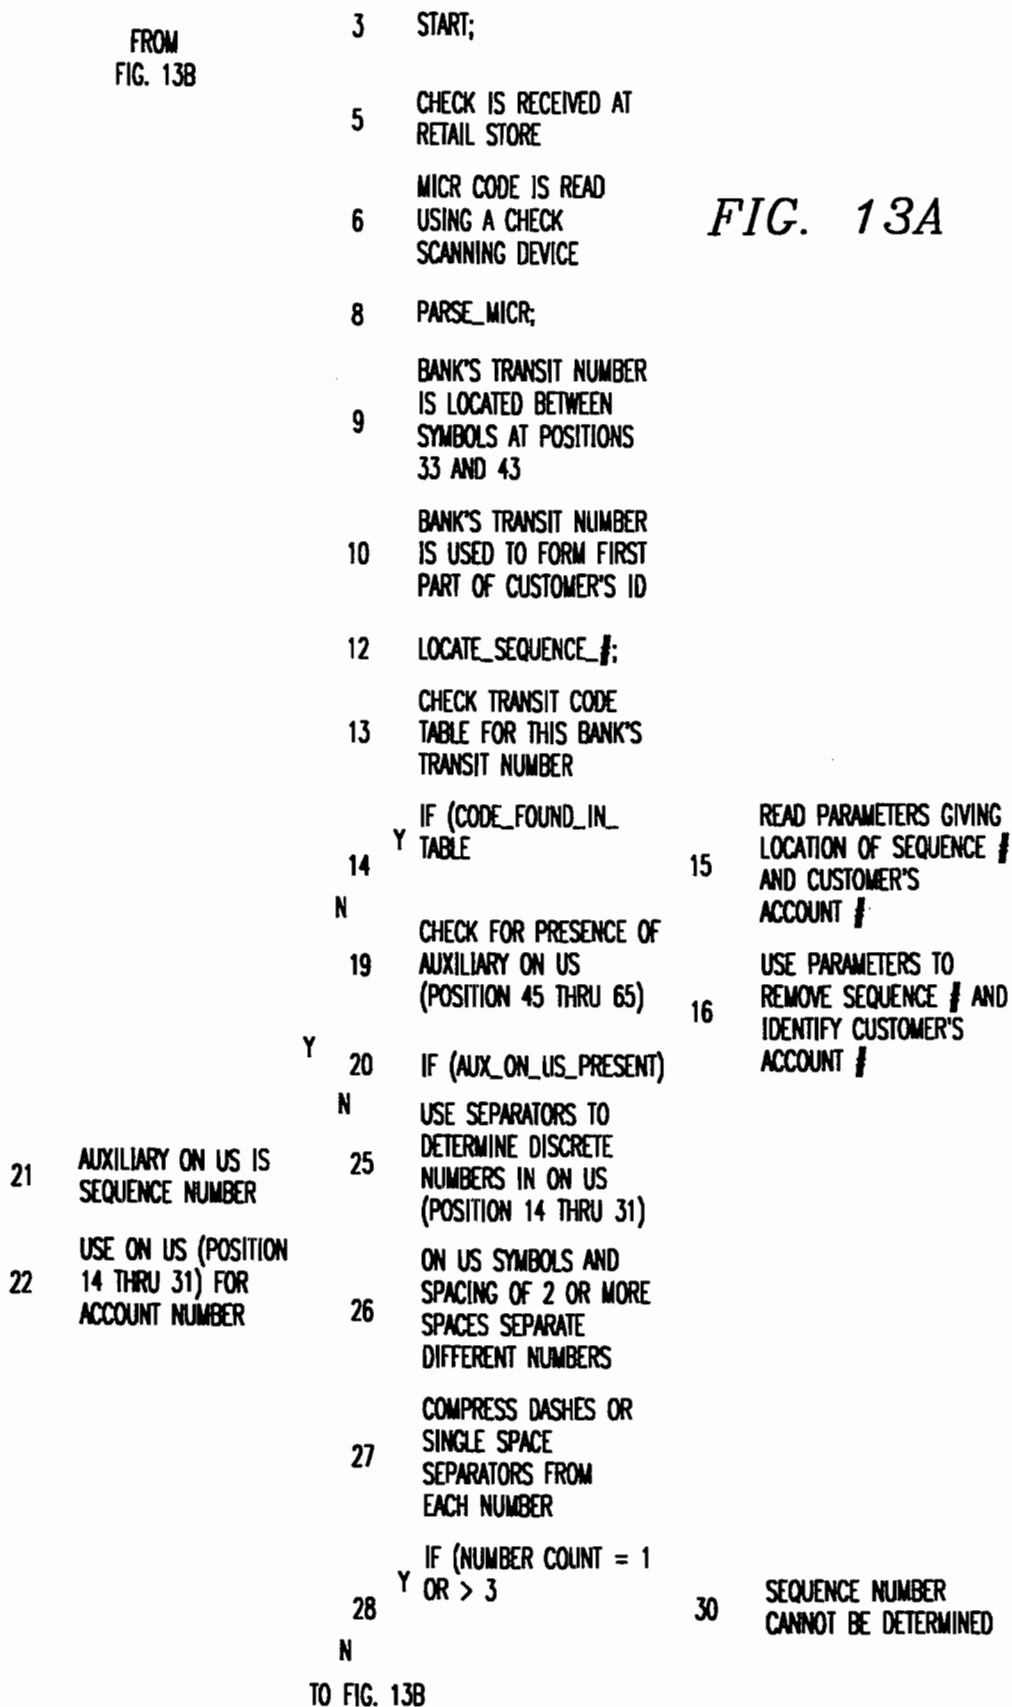 FROM
FIG. 13B
3 START;
5 CHECK IS RECEIVED AT
RETAIL STORE
6 MICR CODE IS READ
USING A CHECK
SCANNING DEVICE
FIG. 13A
8 PARSE_MICR;
9 BANK'S TRANSIT NUMBER
IS LOCATED BETWEEN
SYMBOLS AT POSITIONS
33 AND 43
10 BANK'S TRANSIT NUMBER
IS USED TO FORM FIRST
PART OF CUSTOMER'S ID
12 LOCATE_SEQUENCE_#;
13 CHECK TRANSIT CODE
TABLE FOR THIS BANK'S
TRANSIT NUMBER
14 Y IF (CODE_FOUND_IN_
TABLE
N
15 READ PARAMETERS GIVING
LOCATION OF SEQUENCE #
AND CUSTOMER'S
ACCOUNT #
16 USE PARAMETERS TO
REMOVE SEQUENCE # AND
IDENTIFY CUSTOMER'S
ACCOUNT #
19 CHECK FOR PRESENCE OF
AUXILIARY ON US
(POSITION 45 THRU 65)
Y
20 IF (AUX_ON_US_PRESENT)
N
21 AUXILIARY ON US IS
SEQUENCE NUMBER
22 USE ON US (POSITION
14 THRU 31) FOR
ACCOUNT NUMBER
25 USE SEPARATORS TO
DETERMINE DISCRETE
NUMBERS IN ON US
(POSITION 14 THRU 31)
26 ON US SYMBOLS AND
SPACING OF 2 OR MORE
SPACES SEPARATE
DIFFERENT NUMBERS
27 COMPRESS DASHES OR
SINGLE SPACE
SEPARATORS FROM
EACH NUMBER
28 Y IF (NUMBER COUNT = 1
OR > 3
N
30 SEQUENCE NUMBER
CANNOT BE DETERMINED
TO FIG. 13B